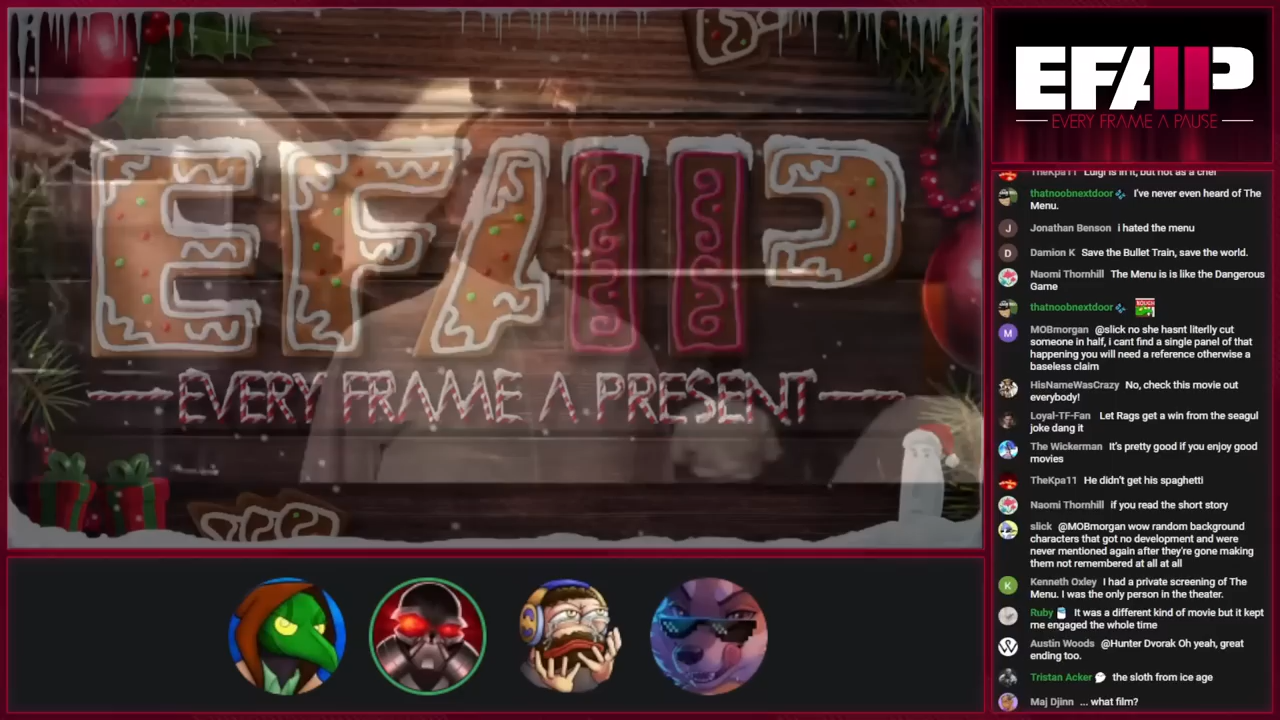 EFAP
EVERY FRAME A PRESENT
EFAP
EVERY FRAME A PAUSE
TheKpa11 Luigi is in it, but not as a chef
thatnoobnextdoor I've never even heard of The
Menu.
J
Jonathan Benson i hated the menu
Damion K Save the Bullet Train, save the world.
Naomi Thornhill The Menu is is like the Dangerous
Game
thatnoobnextdoor
M
MOBmorgan @slick no she hasnt literlly cut
someone in half, i cant find a single panel of that
happening you will need a reference otherwise a
baseless claim
HisNameWasCrazy No, check this movie out
everybody!
Loyal-TF-Fan Let Rags get a win from the seagul
joke dang it
The Wickerman It's pretty good if you enjoy good
movies
TheKpa11 He didn't get his spaghetti
Naomi Thornhill if you read the short story
slick @MOBmorgan wow random background
characters that got no development and were
never mentioned again after they're gone making
them not remembered at all at all
K
Kenneth Oxley I had a private screening of The
Menu. I was the only person in the theater.
Ruby It was a different kind of movie but it kept
me engaged the whole time
Austin Woods @Hunter Dvorak Oh yeah, great
ending too.
Tristan Acker the sloth from ice age
Maj Djinn ... what film?